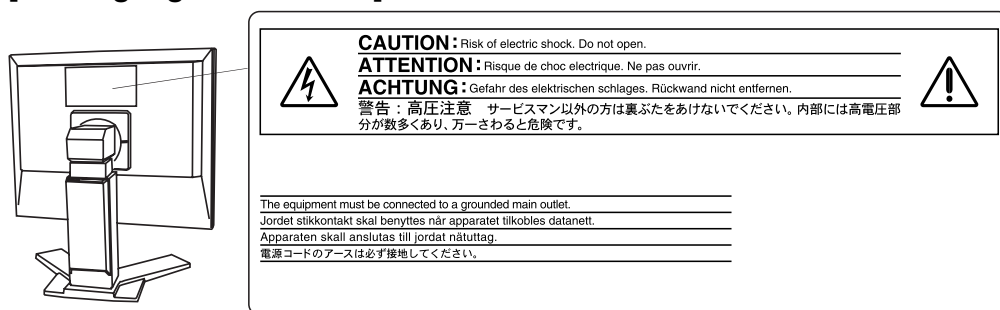 CAUTION: Risk of electric shock. Do not open.
ATTENTION: Risque de choc electrique. Ne pas ouvrir.
ACHTUNG: Gefahr des elektrischen schlages. Rückwand nicht entfernen.
警告：高圧注意　サービスマン以外の方は裏ぶたをあけないでください。内部には高電圧部
分が数多くあり、万一さわると危険です。
The equipment must be connected to a grounded main outlet.
Jordet stikkontakt skal benyttes når apparatet tilkobles datanett.
Apparaten skall anslutas till jordat nätuttag.
電源コードのアースは必ず接地してください。